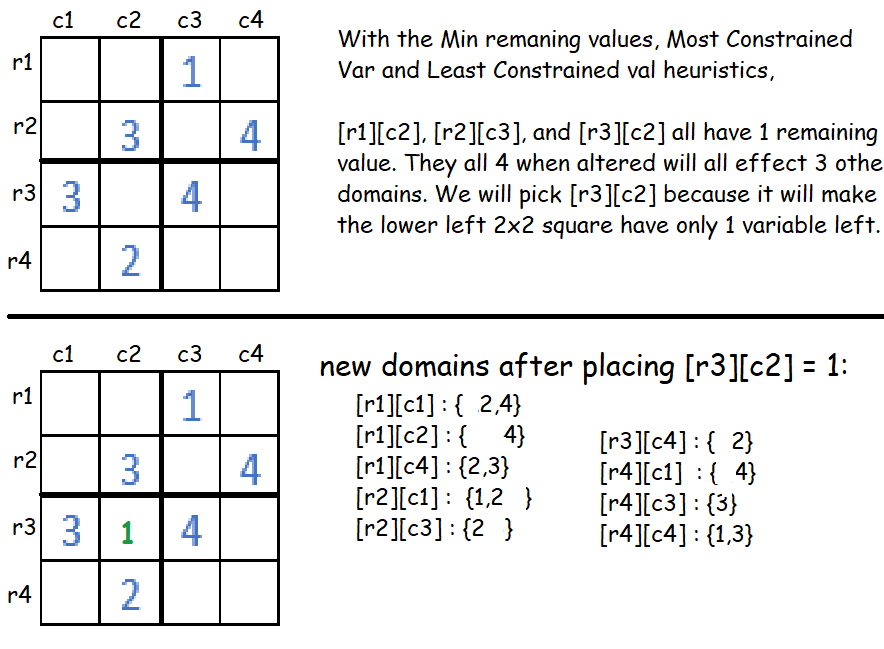 c1 c2 c3 c4
r1 1
r2 3 4
r3 3 4
r4 2
With the Min remaning values, Most Constrained
Var and Least Constrained val heuristics,
[r1][c2], [r2][c3], and [r3][c2] all have 1 remaining
value. They all 4 when altered will all effect 3 othe
domains. We will pick [r3][c2] because it will make
the lower left 2x2 square have only 1 variable left.
c1 c2 c3 c4
r1 1
r2 3 4
r3 3 1 4
r4 2
new domains after placing [r3][c2] = 1:
[r1][c1] : { 2,4}
[r1][c2] : { 4}
[r1][c4] : {2,3}
[r2][c1] : {1,2 }
[r2][c3] : {2 }
[r3][c4] : { 2}
[r4][c1] : { 4}
[r4][c3] : {3}
[r4][c4] : {1,3}